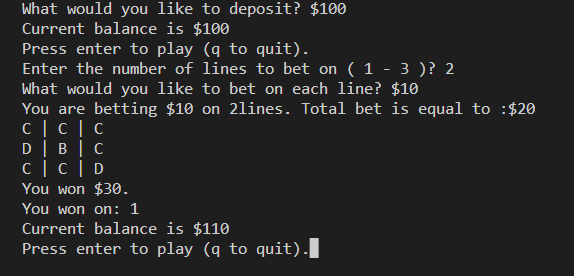 What would you like to deposit? $100
Current balance is $100
Press enter to play (q to quit).
Enter the number of lines to bet on ( 1 - 3 )? 2
What would you like to bet on each line? $10
You are betting $10 on 2lines. Total bet is equal to :$20
C | C | C
D | B | C
C | C | D
You won $30.
You won on: 1
Current balance is $110
Press enter to play (q to quit).